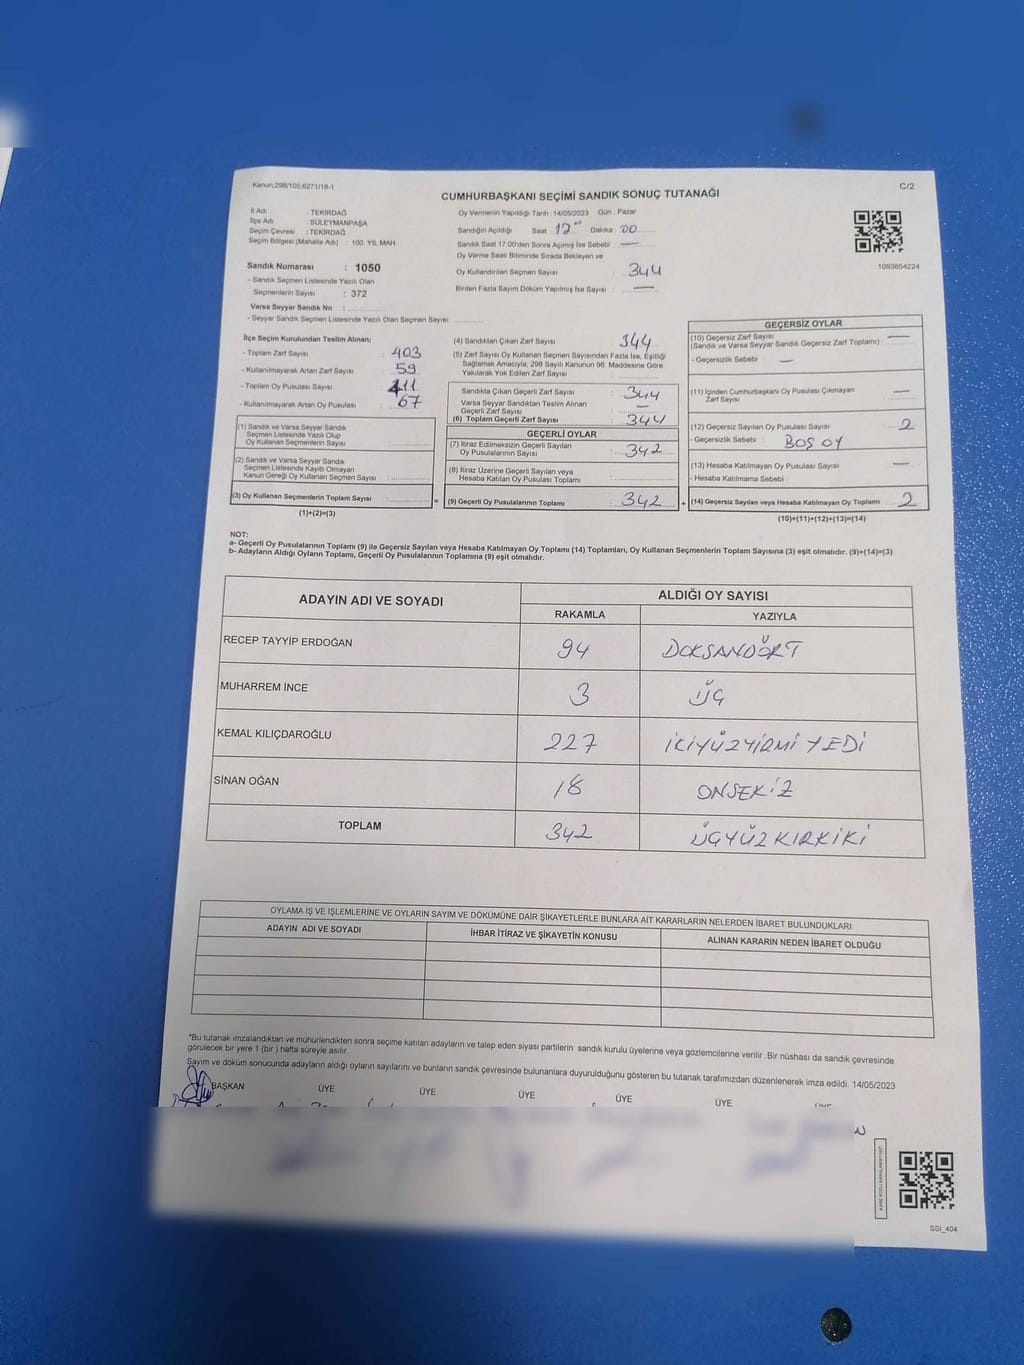 Kanun,298/105;6271/18-1
C/2
CUMHURBAŞKANI SEÇİMİ SANDIK SONUÇ TUTANAĞI
İl Adı : TEKİRDAĞ
İlçe Adı : SÜLEYMANPAŞA
Seçim Çevresi : TEKİRDAĞ
Seçim Bölgesi (Mahalle Adı) : 100. YIL MAH.
Sandık Numarası : 1050
- Sandık Seçmen Listesinde Yazılı Olan
Seçmenlerin Sayısı : 372
Varsa Seyyar Sandık No :
- Seyyar Sandık Seçmen Listesinde Yazılı Olan Seçmen Sayısı:
Oy Vermenin Yapıldığı Tarih : 14/05/2023 Gün : Pazar
Sandığın Açıldığı Saat Dakika : 00
Sandık Saat 17.00'den Sonra Açımış İse Sebebi : —
Oy Verme Saati Bitiminde Sırada Bekleyen ve
Oy Kullandırılan Seçmen Sayısı : 344
Birden Fazla Sayım Döküm Yapılmış İse Sayısı : —
1093854224
İlçe Seçim Kurulundan Teslim Alınan;
- Toplam Zarf Sayısı : 403
- Kullanılmayarak Artan Zarf Sayısı : 59
- Toplam Oy Pusulası Sayısı : 411
- Kullanılmayarak Artan Oy Pusulası : 67
(1) Sandık ve Varsa Seyyar Sandık
Seçmen Listesinde Yazılı Olup
Oy Kullanan Seçmenlerin Sayısı :
(2) Sandık ve Varsa Seyyar Sandık
Seçmen Listesinde Kayıtlı Olmayan
Kanun Gereği Oy Kullanan Seçmen Sayısı :
(3) Oy Kullanan Seçmenlerin Toplam Sayısı : =
(1)+(2)=(3)
(4) Sandıktan Çıkan Zarf Sayısı : 344
(5) Zarf Sayısı Oy Kullanan Seçmen Sayısından Fazla İse, Eşitliği
Sağlamak Amacıyla; 298 Sayılı Kanunun 98. Maddesine Göre
Yakılarak Yok Edilen Zarf Sayısı :
Sandıkta Çıkan Geçerli Zarf Sayısı : 344
Varsa Seyyar Sandıktan Teslim Alınan
Geçerli Zarf Sayısı : —
(6) Toplam Geçerli Zarf Sayısı : 344
GEÇERLİ OYLAR
(7) İtiraz Edilmeksizin Geçerli Sayılan
Oy Pusulalarının Sayısı : 342
(8) İtiraz Üzerine Geçerli Sayılan veya
Hesaba Katılan Oy Pusulası Toplamı :
(9) Geçerli Oy Pusulalarının Toplamı : 342 +
GEÇERSİZ OYLAR
(10) Geçersiz Zarf Sayısı : —
(Sandık ve Varsa Seyyar Sandık Geçersiz Zarf Toplamı)
- Geçersizlik Sebebi : —
(11) İçinden Cumhurbaşkanı Oy Pusulası Çıkmayan
Zarf Sayısı : —
(12) Geçersiz Sayılan Oy Pusulası Sayısı : 2
- Geçersizlik Sebebi : BOŞ OY
(13) Hesaba Katılmayan Oy Pusulası Sayısı : —
- Hesaba Katılmama Sebebi :
(14) Geçersiz Sayılan veya Hesaba Katılmayan Oy Toplamı : 2
(10)+(11)+(12)+(13)=(14)
NOT:
a- Geçerli Oy Pusulalarının Toplamı (9) ile Geçersiz Sayılan veya Hesaba Katılmayan Oy Toplamı (14) Toplamları, Oy Kullanan Seçmenlerin Toplam Sayısına (3) eşit olmalıdır. (9)+(14)=(3)
b- Adayların Aldığı Oyların Toplamı, Geçerli Oy Pusulalarının Toplamına (9) eşit olmalıdır.
ADAYIN ADI VE SOYADI ALDIĞI OY SAYISI
RAKAMLA YAZIYLA
RECEP TAYYİP ERDOĞAN 94 DOKSANDÖRT
MUHARREM İNCE 3 ÜÇ
KEMAL KILIÇDAROĞLU 227 İKİYÜZYİRMİ YEDİ
SİNAN OĞAN 18 ONSEKİZ
TOPLAM 342 ÜÇYÜZKIRKİKİ
OYLAMA İŞ VE İŞLEMLERİNE VE OYLARIN SAYIM VE DÖKÜMÜNE DAİR ŞİKAYETLERLE BUNLARA AİT KARARLARIN NELERDEN İBARET BULUNDUKLARI
ADAYIN ADI VE SOYADI İHBAR İTİRAZ VE ŞİKAYETİN KONUSU ALINAN KARARIN NEDEN İBARET OLDUĞU
*Bu tutanak imzalandıktan ve mühürlendikten sonra seçime katılan adayların ve talep eden siyasi partilerin sandık kurulu üyelerine veya gözlemcilerine verilir .Bir nüshası da sandık çevresinde
görülecek bir yere 1 (bir ) hafta süreyle asılır.
Sayım ve döküm sonucunda adayların aldığı oyların sayılarını ve bunların sandık çevresinde bulunanlara duyurulduğunu gösteren bu tutanak tarafımızdan düzenlenerek imza edildi. 14/05/2023
BAŞKAN ÜYE ÜYE ÜYE ÜYE ÜYE
SSI_404